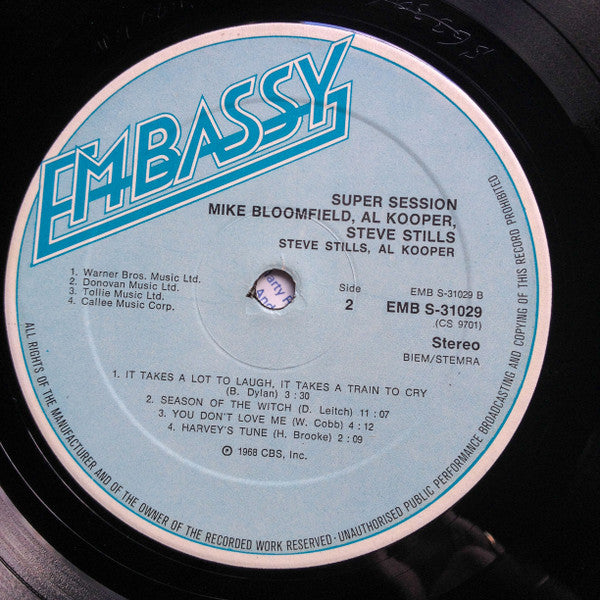 EMBASSY
SUPER SESSION
MIKE BLOOMFIELD, AL KOOPER,
STEVE STILLS
STEVE STILLS, AL KOOPER
1. Warner Bros. Music Ltd.
2. Donovan Music Ltd.
3. Tollie Music Ltd.
4. Callee Music Corp.
Side
2
EMB S-31029 B
EMB S-31029
(CS 9701)
Stereo
BIEM/STEMRA
1. IT TAKES A LOT TO LAUGH, IT TAKES A TRAIN TO CRY
(B. Dylan) 3:30
2. SEASON OF THE WITCH (D. Leitch) 11:07
3. YOU DON'T LOVE ME (W. Cobb) 4:12
4. HARVEY'S TUNE (H. Brooke) 2:09
℗ 1968 CBS, Inc.
ALL RIGHTS OF THE MANUFACTURER AND OF THE OWNER OF THE RECORDED WORK RESERVED · UNAUTHORISED PUBLIC PERFORMANCE BROADCASTING AND COPYING OF THIS RECORD PROHIBITED